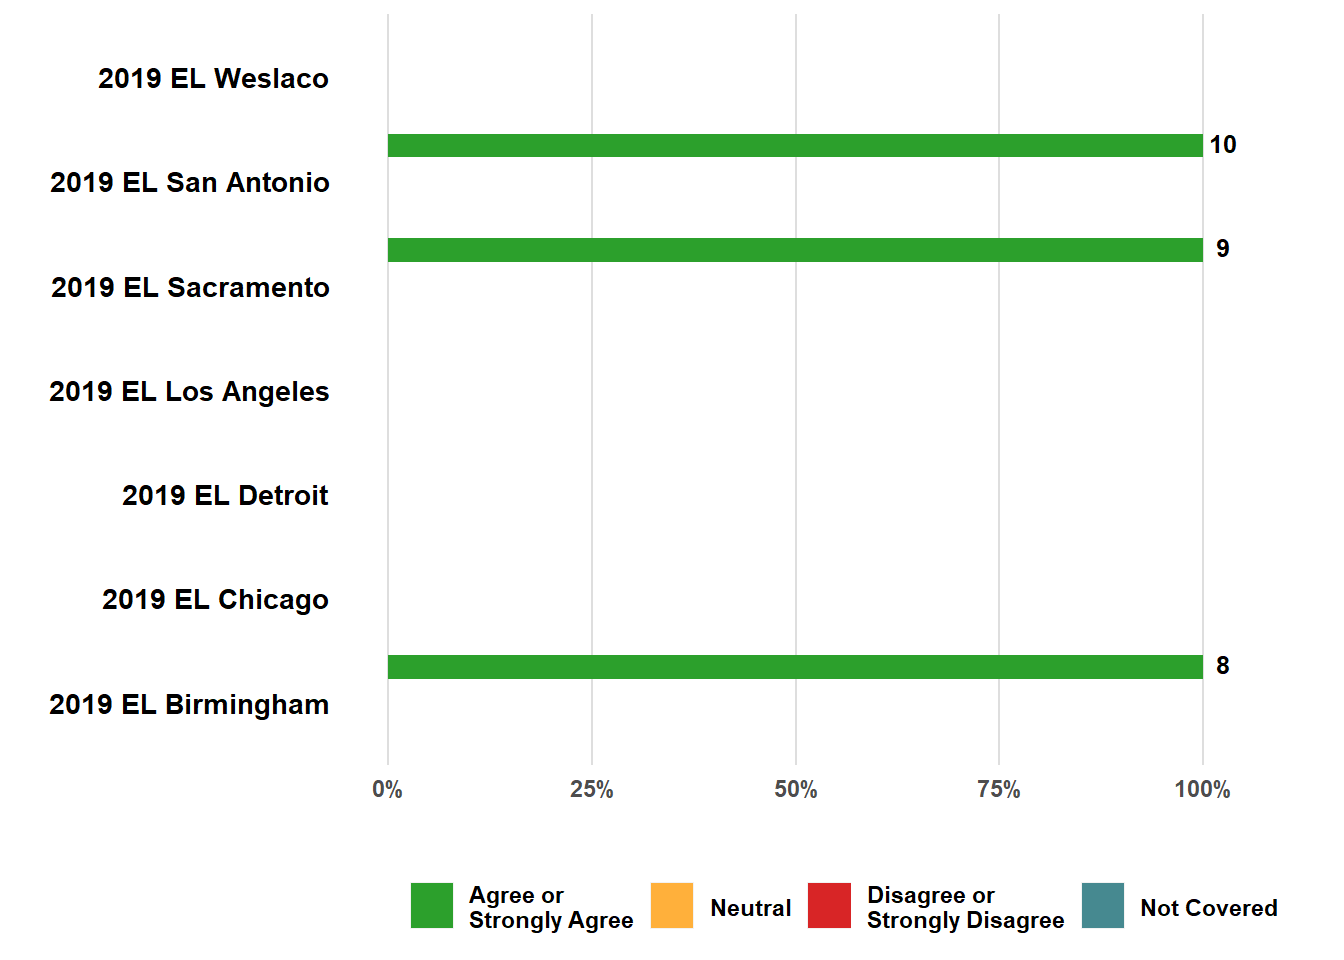 2019 EL Weslaco
10
2019 EL San Antonio
9
2019 EL Sacramento
2019 EL Los Angeles
2019 EL Detroit
2019 EL Chicago
8
2019 EL Birmingham
0% 25% 50% 75% 100%
Agree or
Strongly Agree
Neutral
Disagree or
Strongly Disagree
Not Covered